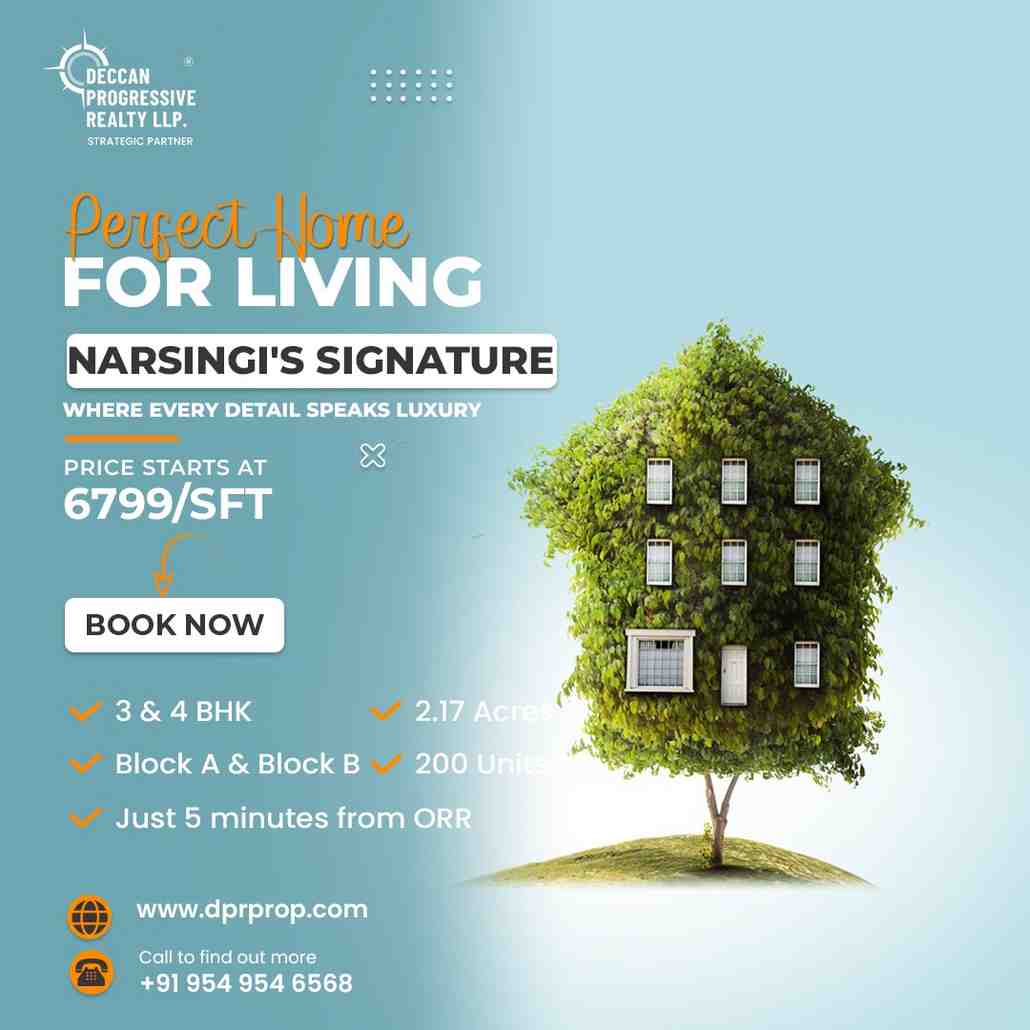 DECCAN ®
PROGRESSIVE
REALTY LLP.
STRATEGIC PARTNER
Perfect Home
FOR LIVING
NARSINGI'S SIGNATURE
WHERE EVERY DETAIL SPEAKS LUXURY
PRICE STARTS AT
6799/SFT
BOOK NOW
3 & 4 BHK
2.17 Acres
Block A & Block B
200 Units
Just 5 minutes from ORR
www.dprprop.com
Call to find out more
+91 954 954 6568